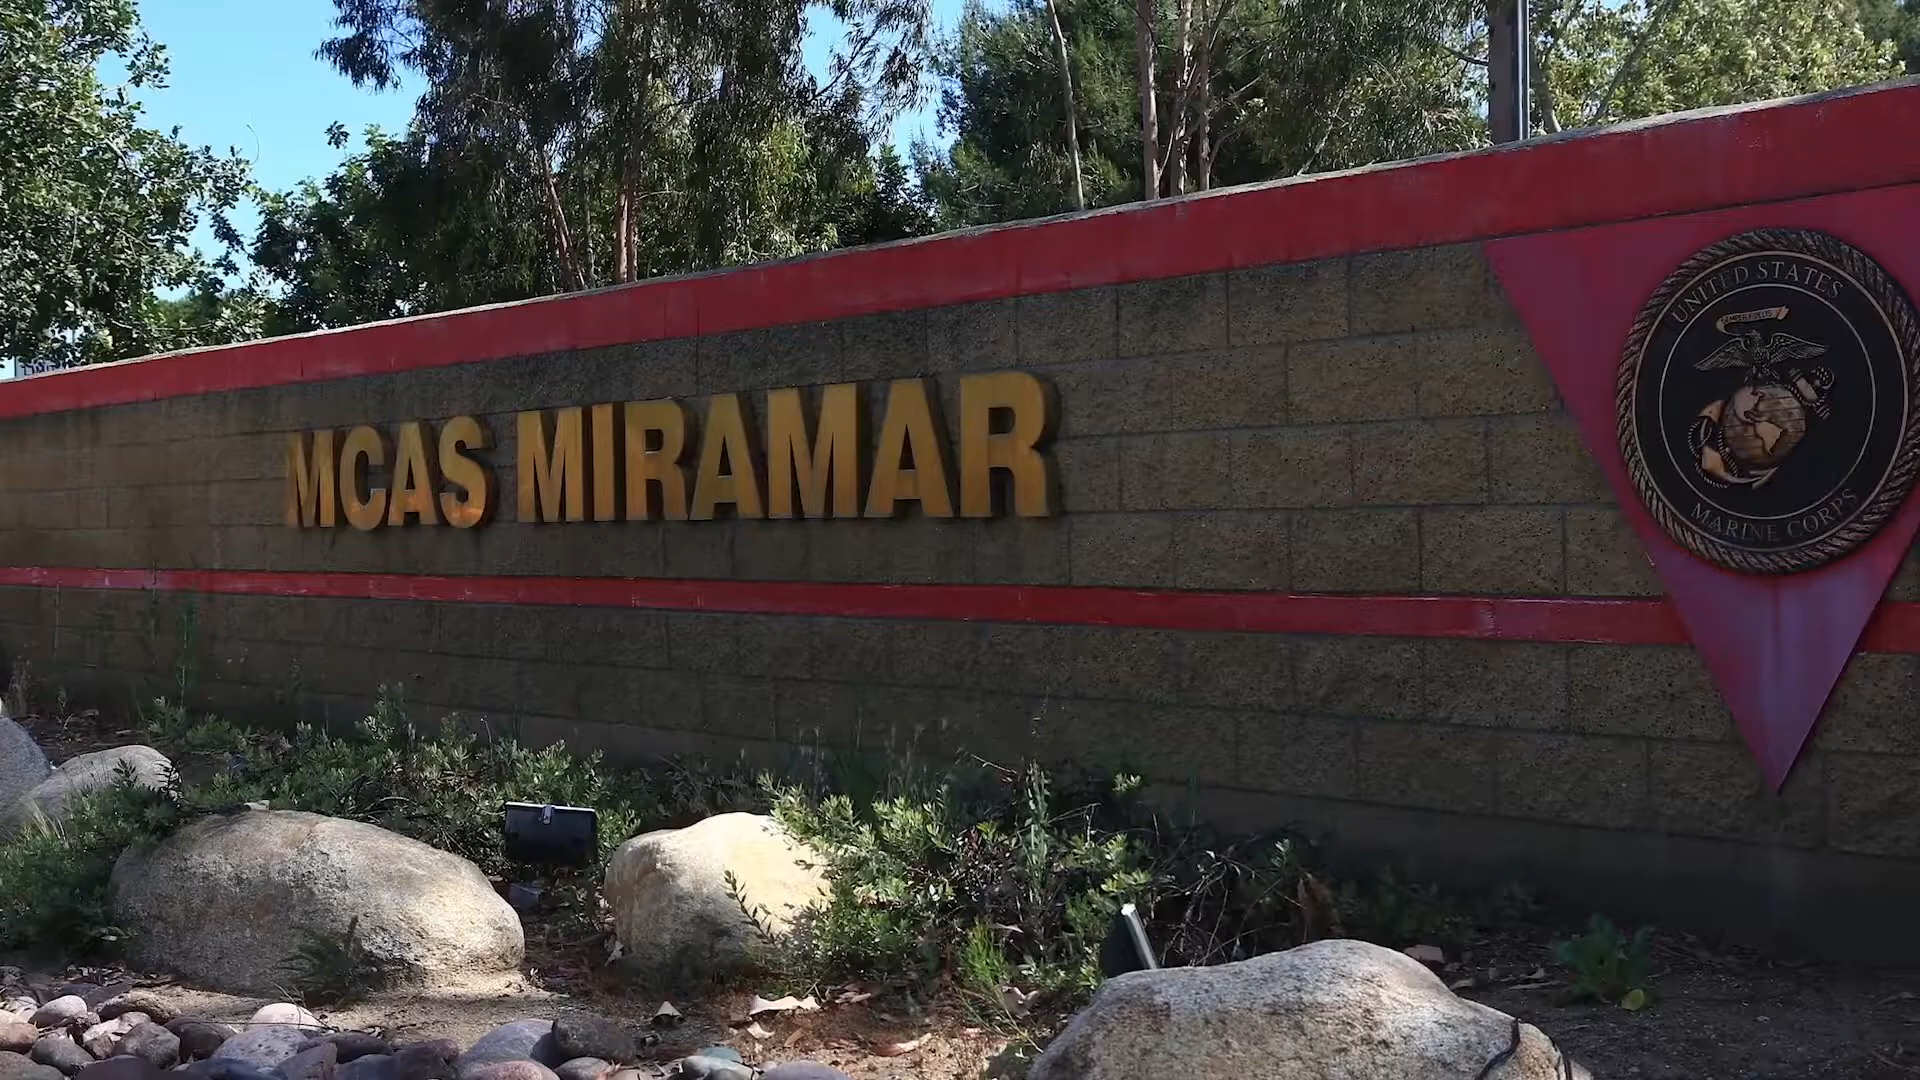 MCAS MIRAMAR
UNITED STATES
SEMPER FIDELIS
MARINE CORPS